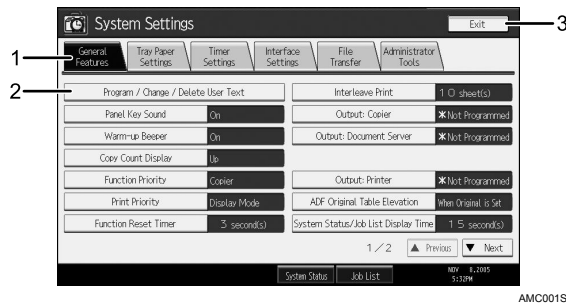 System Settings
Exit
3
1
General Features
Tray Paper Settings
Timer Settings
Interface Settings
File Transfer
Administrator Tools
2
Program / Change / Delete User Text
Interleave Print
10 sheet(s)
Panel Key Sound
On
Output: Copier
✱Not Programmed
Warm-up Beeper
On
Output: Document Server
✱Not Programmed
Copy Count Display
Up
Function Priority
Copier
Output: Printer
✱Not Programmed
Print Priority
Display Mode
ADF Original Table Elevation
When Original is Set
Function Reset Timer
3 second(s)
System Status/Job List Display Time
15 second(s)
1/2
▲ Previous
▼ Next
System Status
Job List
NOV 8,2005
5:32PM
AMC001S